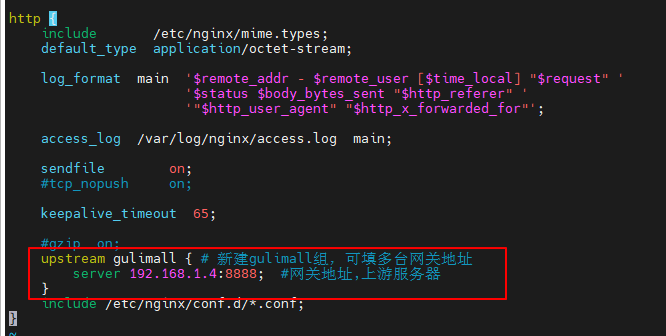 http {
    include       /etc/nginx/mime.types;
    default_type  application/octet-stream;
    log_format  main  '$remote_addr - $remote_user [$time_local] "$request" '
                      '$status $body_bytes_sent "$http_referer" '
                      '"$http_user_agent" "$http_x_forwarded_for"';
    access_log  /var/log/nginx/access.log  main;
    sendfile        on;
    #tcp_nopush     on;
    keepalive_timeout  65;
    #gzip  on;
    upstream gulimall { # 新建gulimall组，可填多台网关地址
        server 192.168.1.4:8888;  #网关地址,上游服务器
    }
    include /etc/nginx/conf.d/*.conf;
}
~